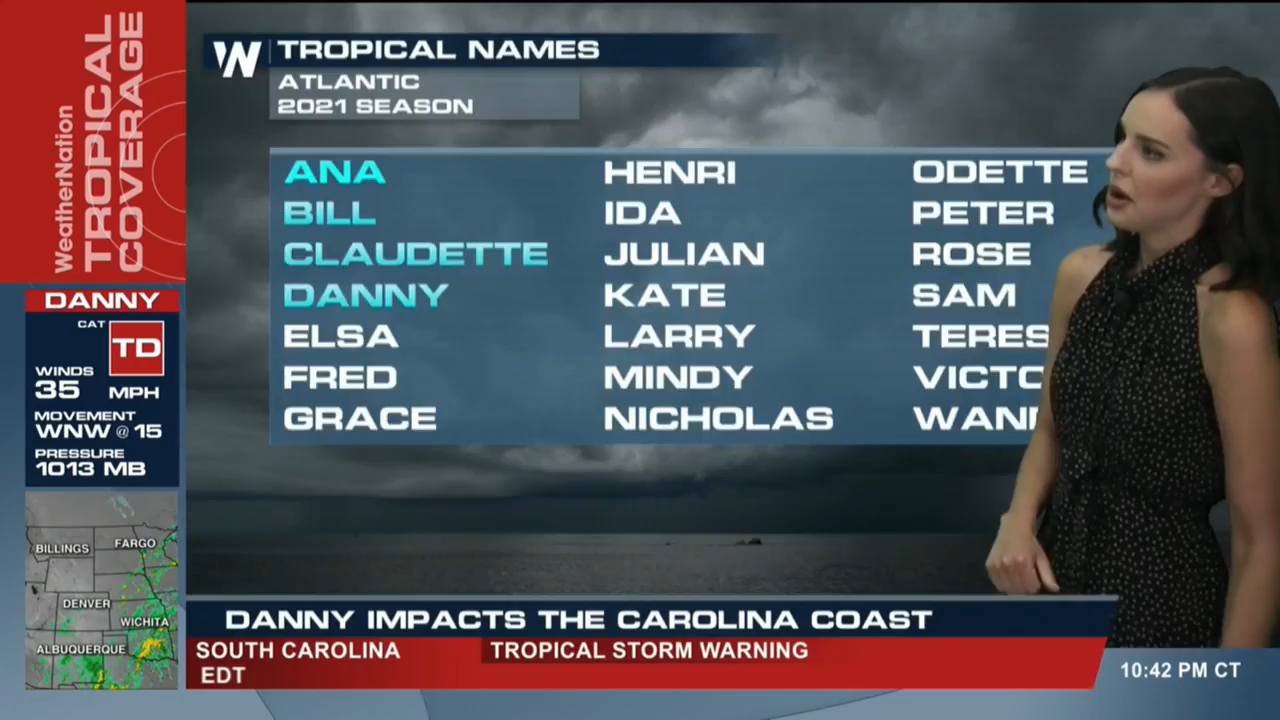 WeatherNation
TROPICAL
COVERAGE
W
TROPICAL NAMES
ATLANTIC
2021 SEASON
ANA
BILL
CLAUDETTE
DANNY
ELSA
FRED
GRACE
HENRI
IDA
JULIAN
KATE
LARRY
MINDY
NICHOLAS
ODETTE
PETER
ROSE
SAM
TERES
VICTO
WAN
DANNY
CAT
TD
WINDS
35 MPH
MOVEMENT
WNW @ 15
PRESSURE
1013 MB
BILLINGS
FARGO
DENVER
WICHITA
ALBUQUERQUE
DANNY IMPACTS THE CAROLINA COAST
SOUTH CAROLINA TROPICAL STORM WARNING
EDT
10:42 PM CT